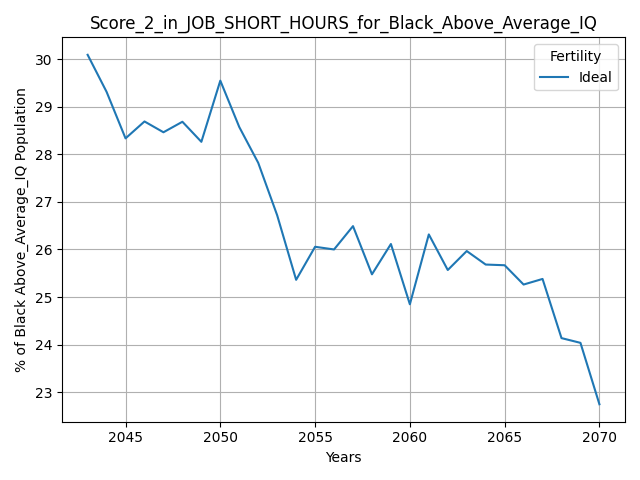 Score_2_in_JOB_SHORT_HOURS_for_Black_Above_Average_IQ
Fertility
Ideal
% of Black Above_Average_IQ Population
30
29
28
27
26
25
24
23
2045
2050
2055
2060
2065
2070
Years